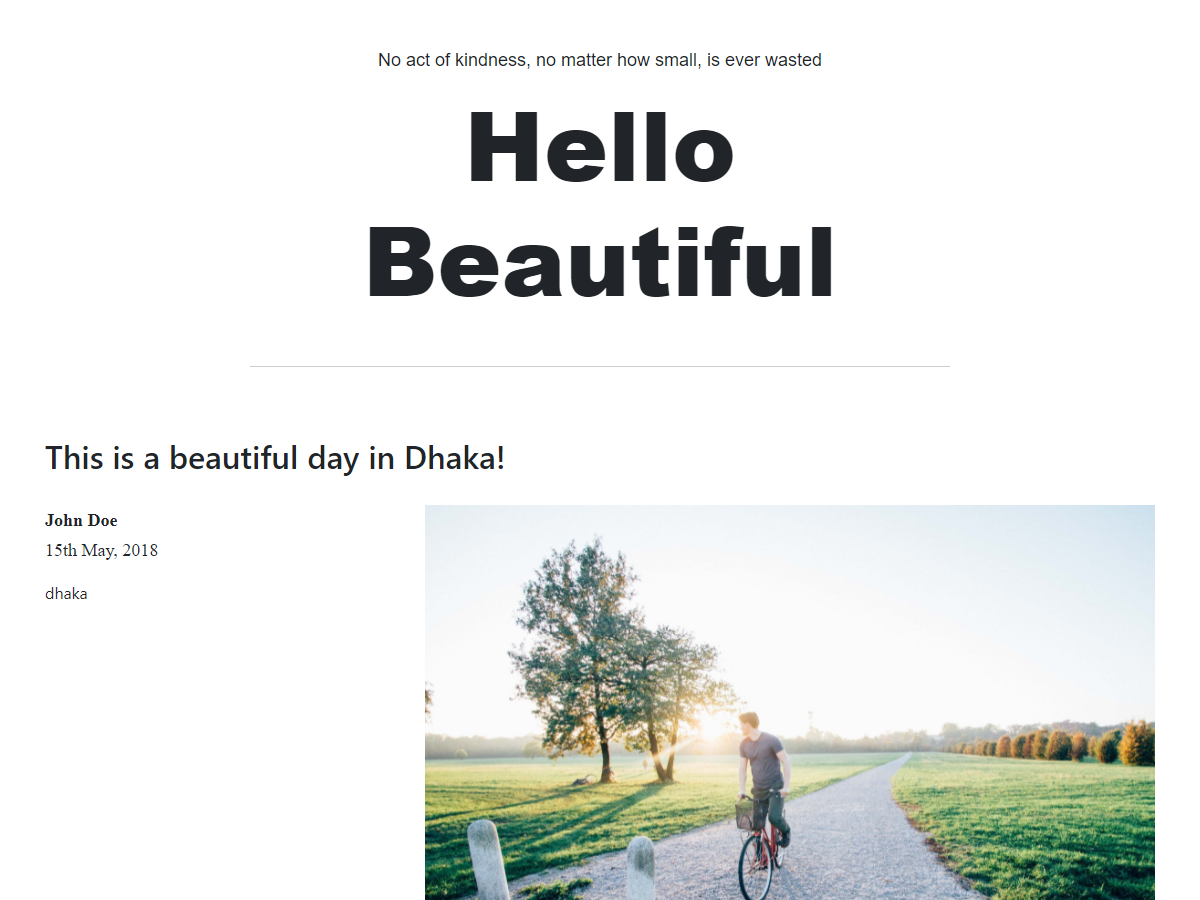 No act of kindness, no matter how small, is ever wasted
Hello
Beautiful
This is a beautiful day in Dhaka!
John Doe
15th May, 2018
dhaka